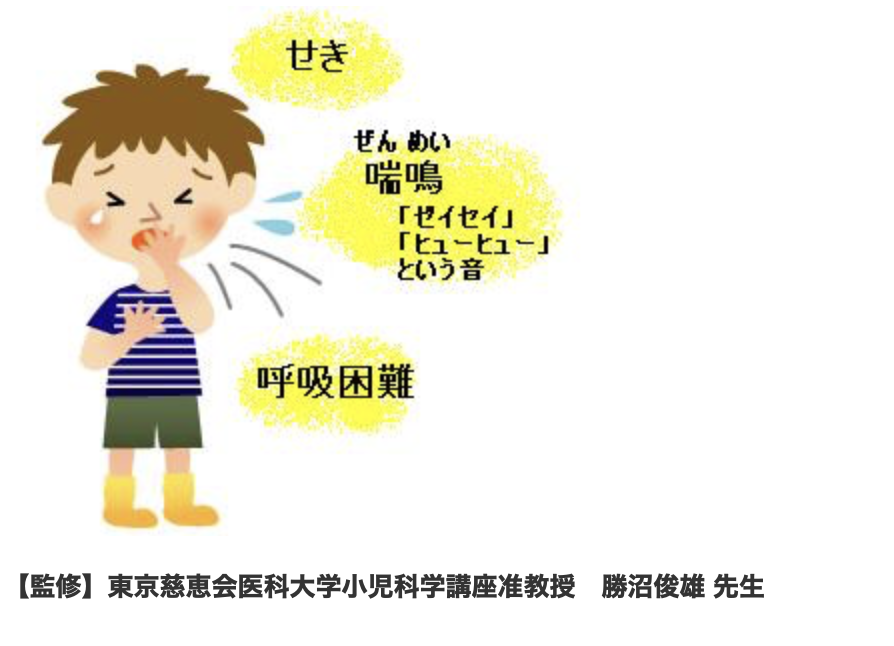 せき
ぜん めい
喘鳴
「ゼイセイ」
「ヒューヒュー」
という音
呼吸困難
【監修】東京慈恵会医科大学小児科学講座准教授　勝沼俊雄 先生